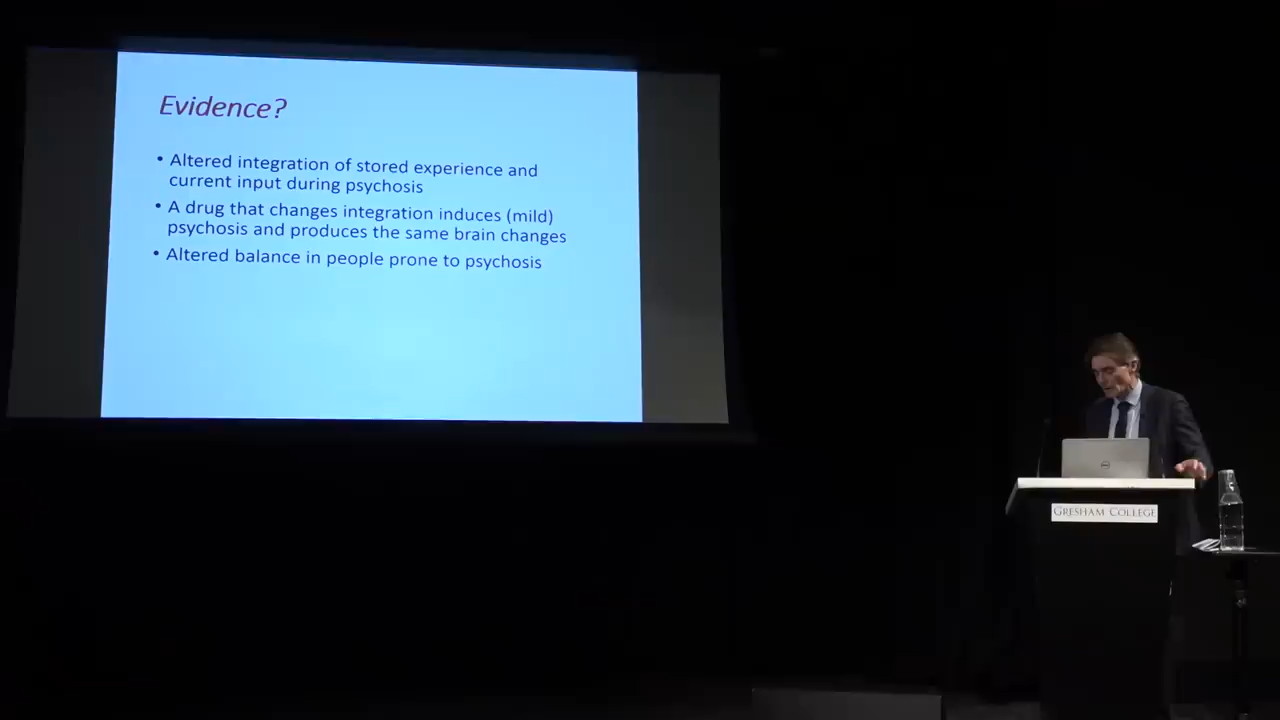 Evidence?
• Altered integration of stored experience and
current input during psychosis
• A drug that changes integration induces (mild)
psychosis and produces the same brain changes
• Altered balance in people prone to psychosis
GRESHAM COLLEGE